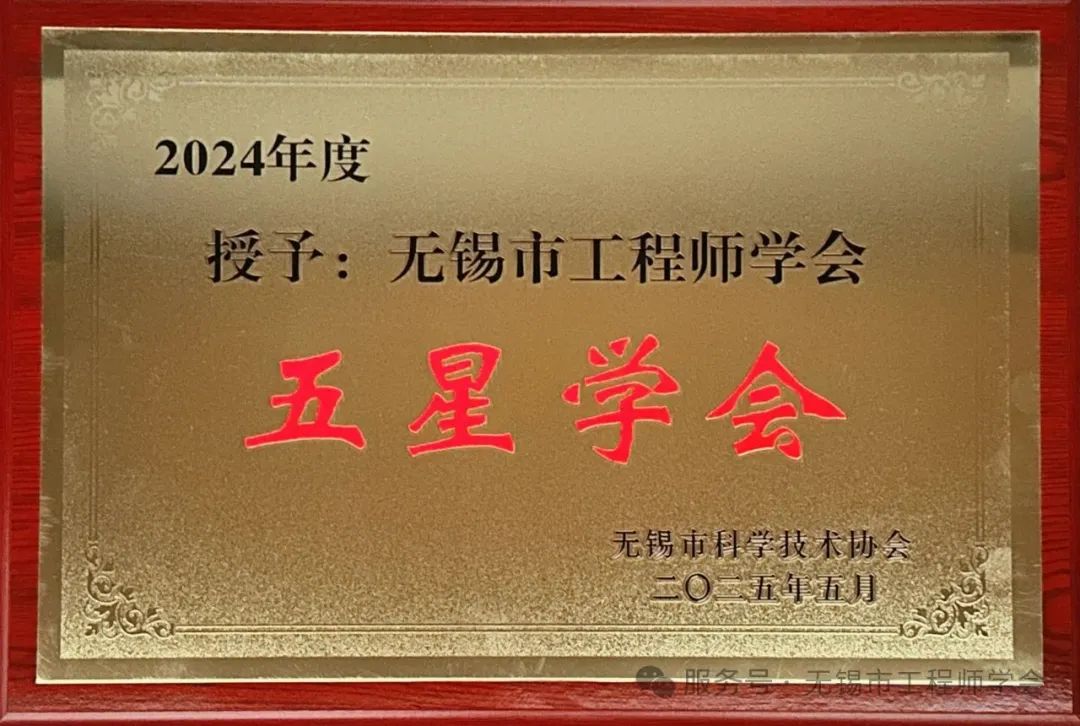 2024年度
授予：无锡市工程师学会
五星学会
无锡市科学技术协会
二〇二五年五月
服务号·无锡市工程师学会